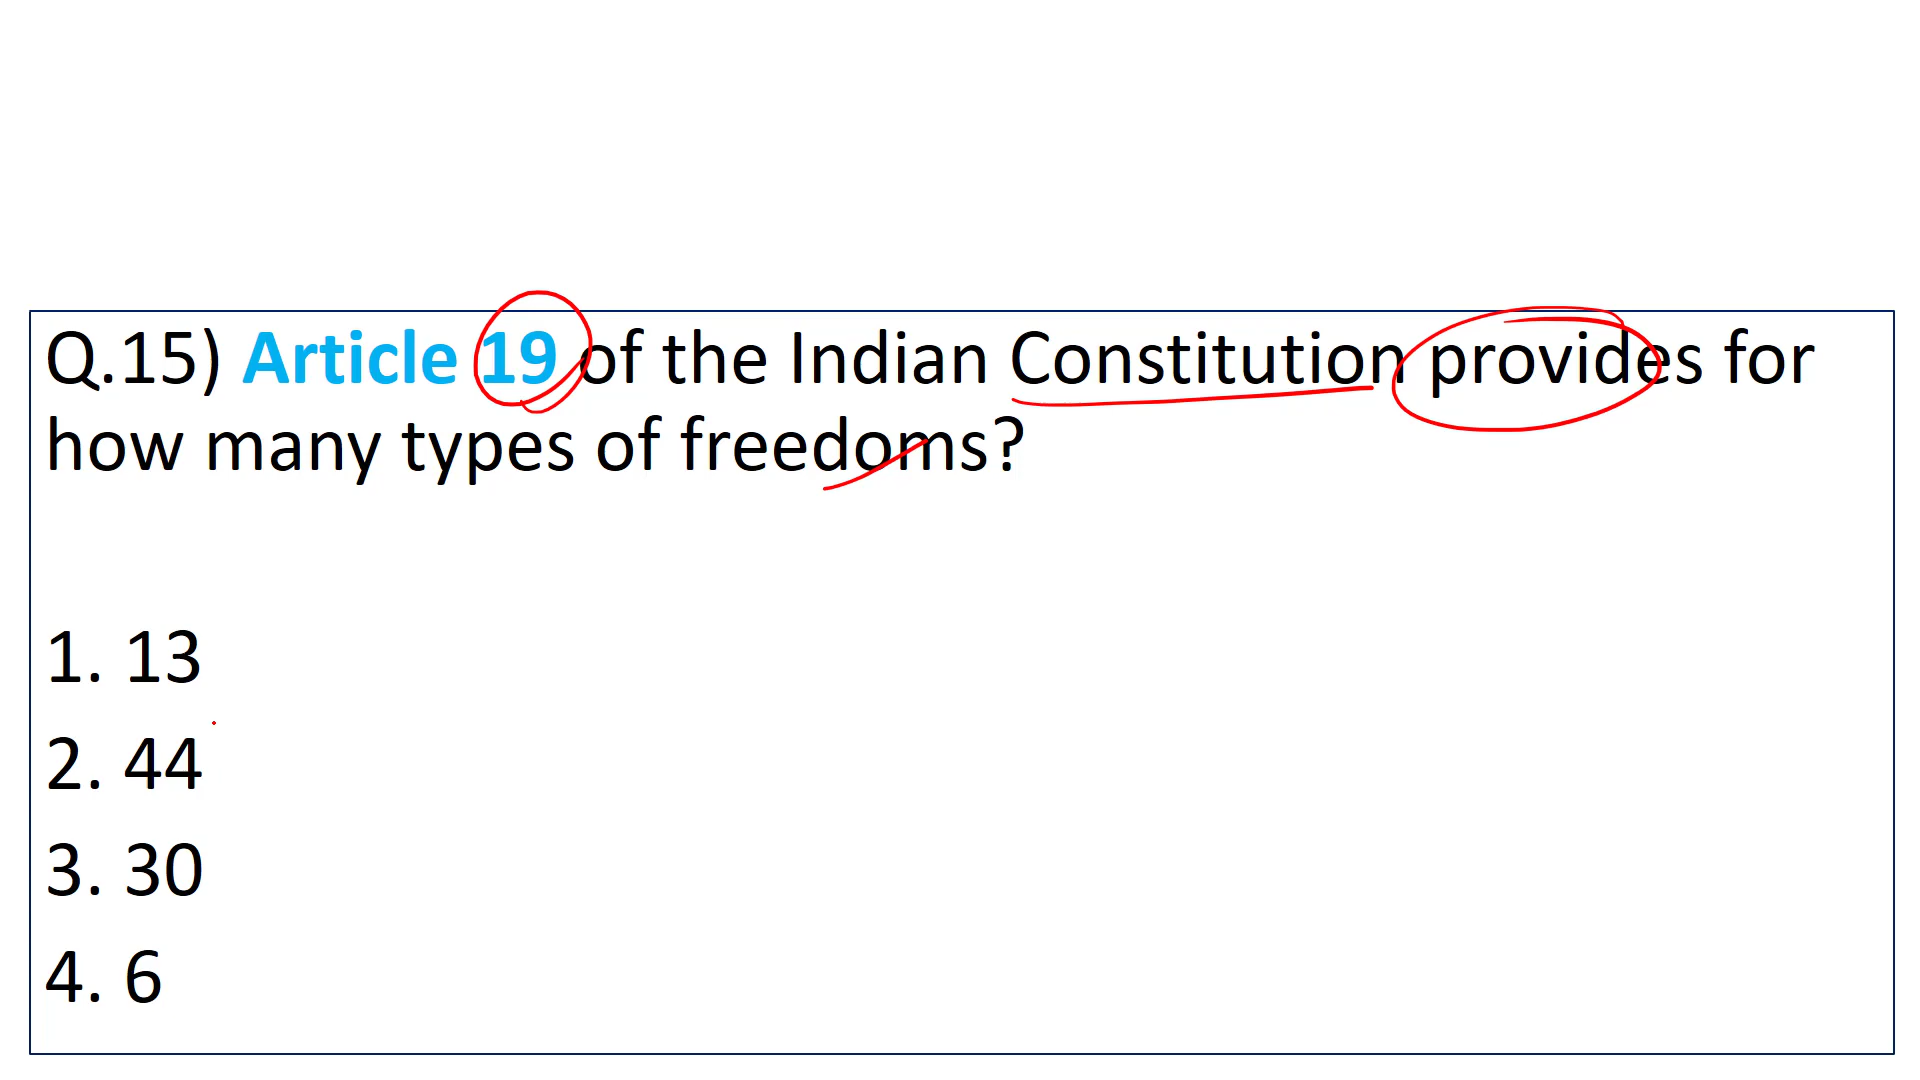 Q.15) Article 19 of the Indian Constitution provides for
how many types of freedoms?
1. 13
2. 44
3. 30
4. 6